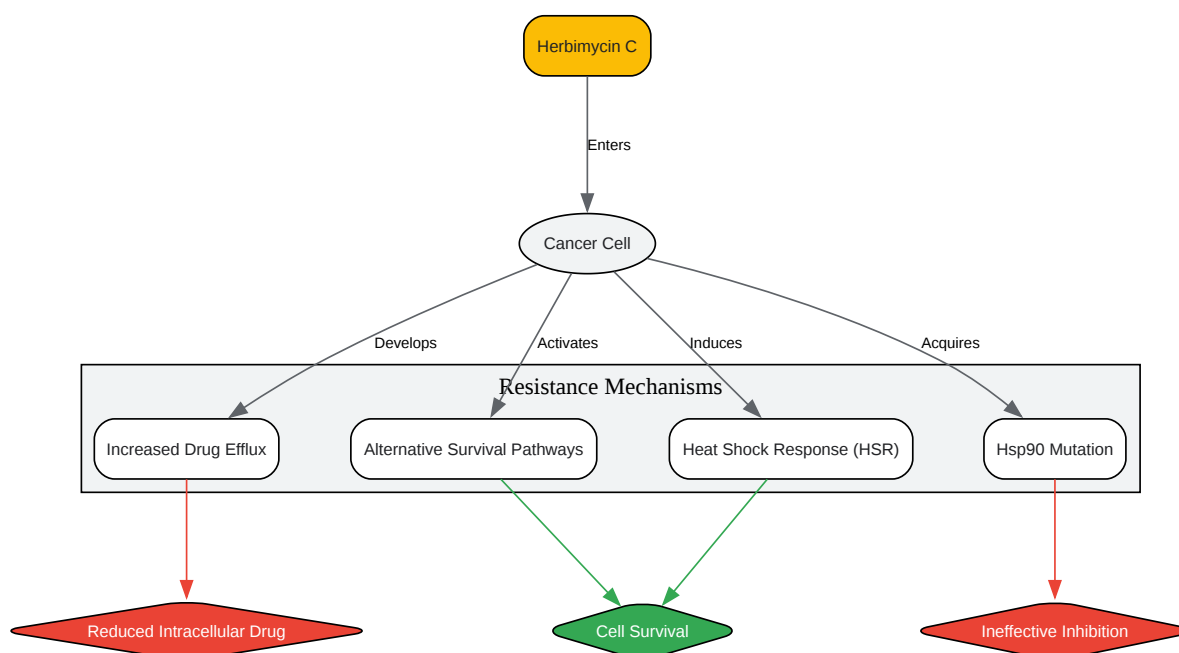 Herbimycin C
Enters
Cancer Cell
Develops
Activates
Induces
Acquires
Resistance Mechanisms
Increased Drug Efflux
Alternative Survival Pathways
Heat Shock Response (HSR)
Hsp90 Mutation
Reduced Intracellular Drug
Cell Survival
Ineffective Inhibition